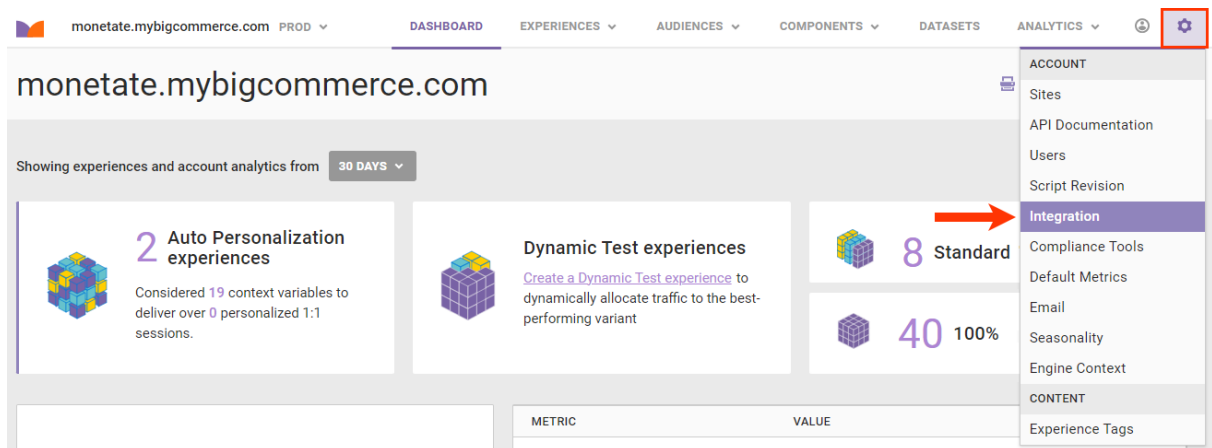 monetate.mybigcommerce.com PROD
DASHBOARD
EXPERIENCES
AUDIENCES
COMPONENTS
DATASETS
ANALYTICS
monetate.mybigcommerce.com
Showing experiences and account analytics from 30 DAYS
2 Auto Personalization
experiences
Considered 19 context variables to
deliver over 0 personalized 1:1
sessions.
Dynamic Test experiences
Create a Dynamic Test experience to
dynamically allocate traffic to the best-
performing variant
8 Standard
40 100%
METRIC
VALUE
ACCOUNT
Sites
API Documentation
Users
Script Revision
Integration
Compliance Tools
Default Metrics
Email
Seasonality
Engine Context
CONTENT
Experience Tags